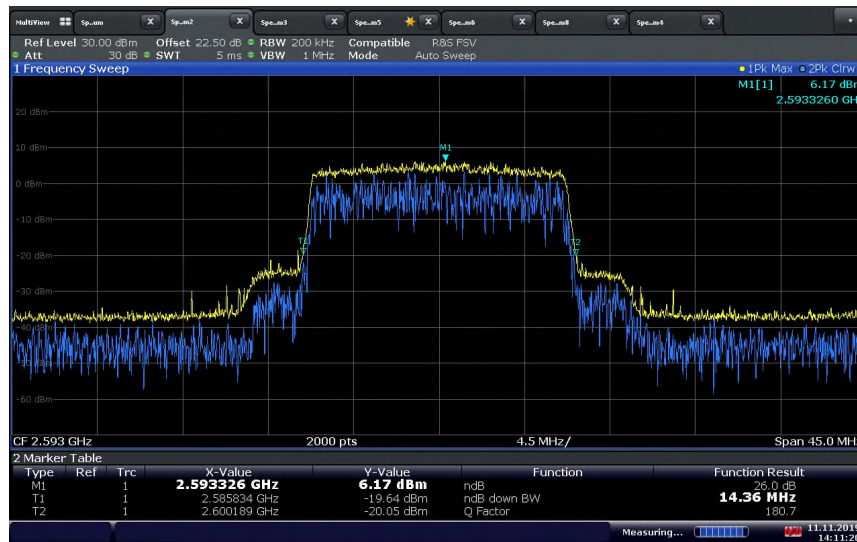 MultiView Sp...um X Sp...m2 X Spe...m3 X Spe...m5 X Spe...m6 X Spe...m8 X Spe...m4 X
Ref Level 30.00 dBm Offset 22.50 dB RBW 200 kHz Compatible R&S FSV
Att 30 dB SWT 5 ms VBW 1 MHz Mode Auto Sweep
1 Frequency Sweep 1Pk Max 2Pk Clrw
M1[1] 6.17 dBm
2.5933260 GH
20 dBm
10 dBm
M1
0 dBm
-10 dBm
T1 T2
-20 dBm
-30 dBm
-40 dBm
-60 dBm
CF 2.593 GHz 2000 pts 4.5 MHz/ Span 45.0 MH
2 Marker Table
Type Ref Trc X-Value Y-Value Function Function Result
M1 1 2.593326 GHz 6.17 dBm ndB 26.0 dB
T1 1 2.585834 GHz -19.64 dBm ndB down BW 14.36 MHz
T2 1 2.600189 GHz -20.05 dBm Q Factor 180.7
Measuring... 11.11.2019
14:11:26